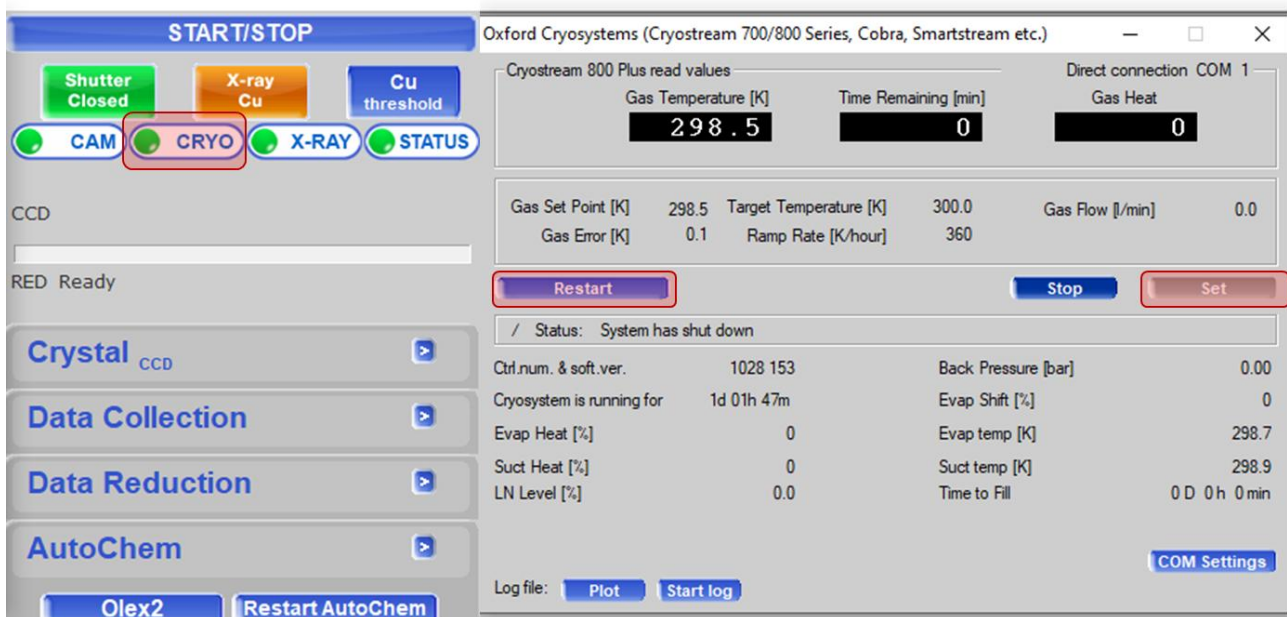 START/STOP
Shutter Closed
X-ray Cu
Cu threshold
CAM CRYO X-RAY STATUS
CCD
RED Ready
Crystal CCD
Data Collection
Data Reduction
AutoChem
Olex2 Restart AutoChem
Oxford Cryosystems (Cryostream 700/800 Series, Cobra, Smartstream etc.)
Cryostream 800 Plus read values Direct connection COM 1
Gas Temperature [K] Time Remaining [min] Gas Heat
298.5 0 0
Gas Set Point [K] 298.5 Target Temperature [K] 300.0 Gas Flow [l/min] 0.0
Gas Error [K] 0.1 Ramp Rate [K/hour] 360
Restart Stop Set
/ Status: System has shut down
Ctrl.num. & soft.ver. 1028 153 Back Pressure [bar] 0.00
Cryosystem is running for 1d 01h 47m Evap Shift [%] 0
Evap Heat [%] 0 Evap temp [K] 298.7
Suct Heat [%] 0 Suct temp [K] 298.9
LN Level [%] 0.0 Time to Fill 0 D 0 h 0 min
COM Settings
Log file: Plot Start log